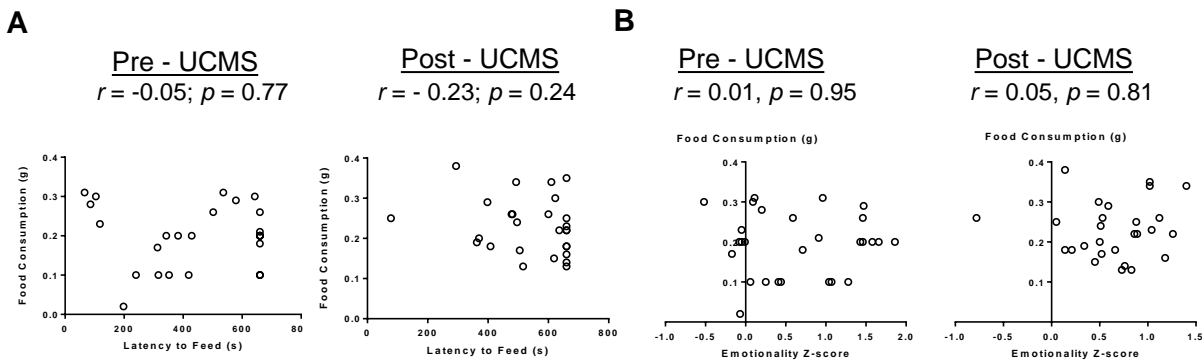 A
B
Pre - UCMS
r = -0.05; p = 0.77
Post - UCMS
r = - 0.23; p = 0.24
Pre - UCMS
r = 0.01, p = 0.95
Post - UCMS
r = 0.05, p = 0.81
Food Consumption (g)
0.4
0.3
0.2
0.1
0.0
0
200
400
600
80
Latency to Feed (s)
Food Consumption (g)
0.4
0.3
0.2
0.1
0.0
0
200
400
600
800
Latency to Feed (s)
Food Consumption (g)
0.4
0.3
0.2
0.1
-1.0
-0.5
0.0
0.5
1.0
1.5
2.0
Emotionality Z-score
Food Consumption (g)
0.4
0.3
0.2
0.1
-1.0
-0.5
0.0
0.5
1.0
1.5
Emotionality Z-score